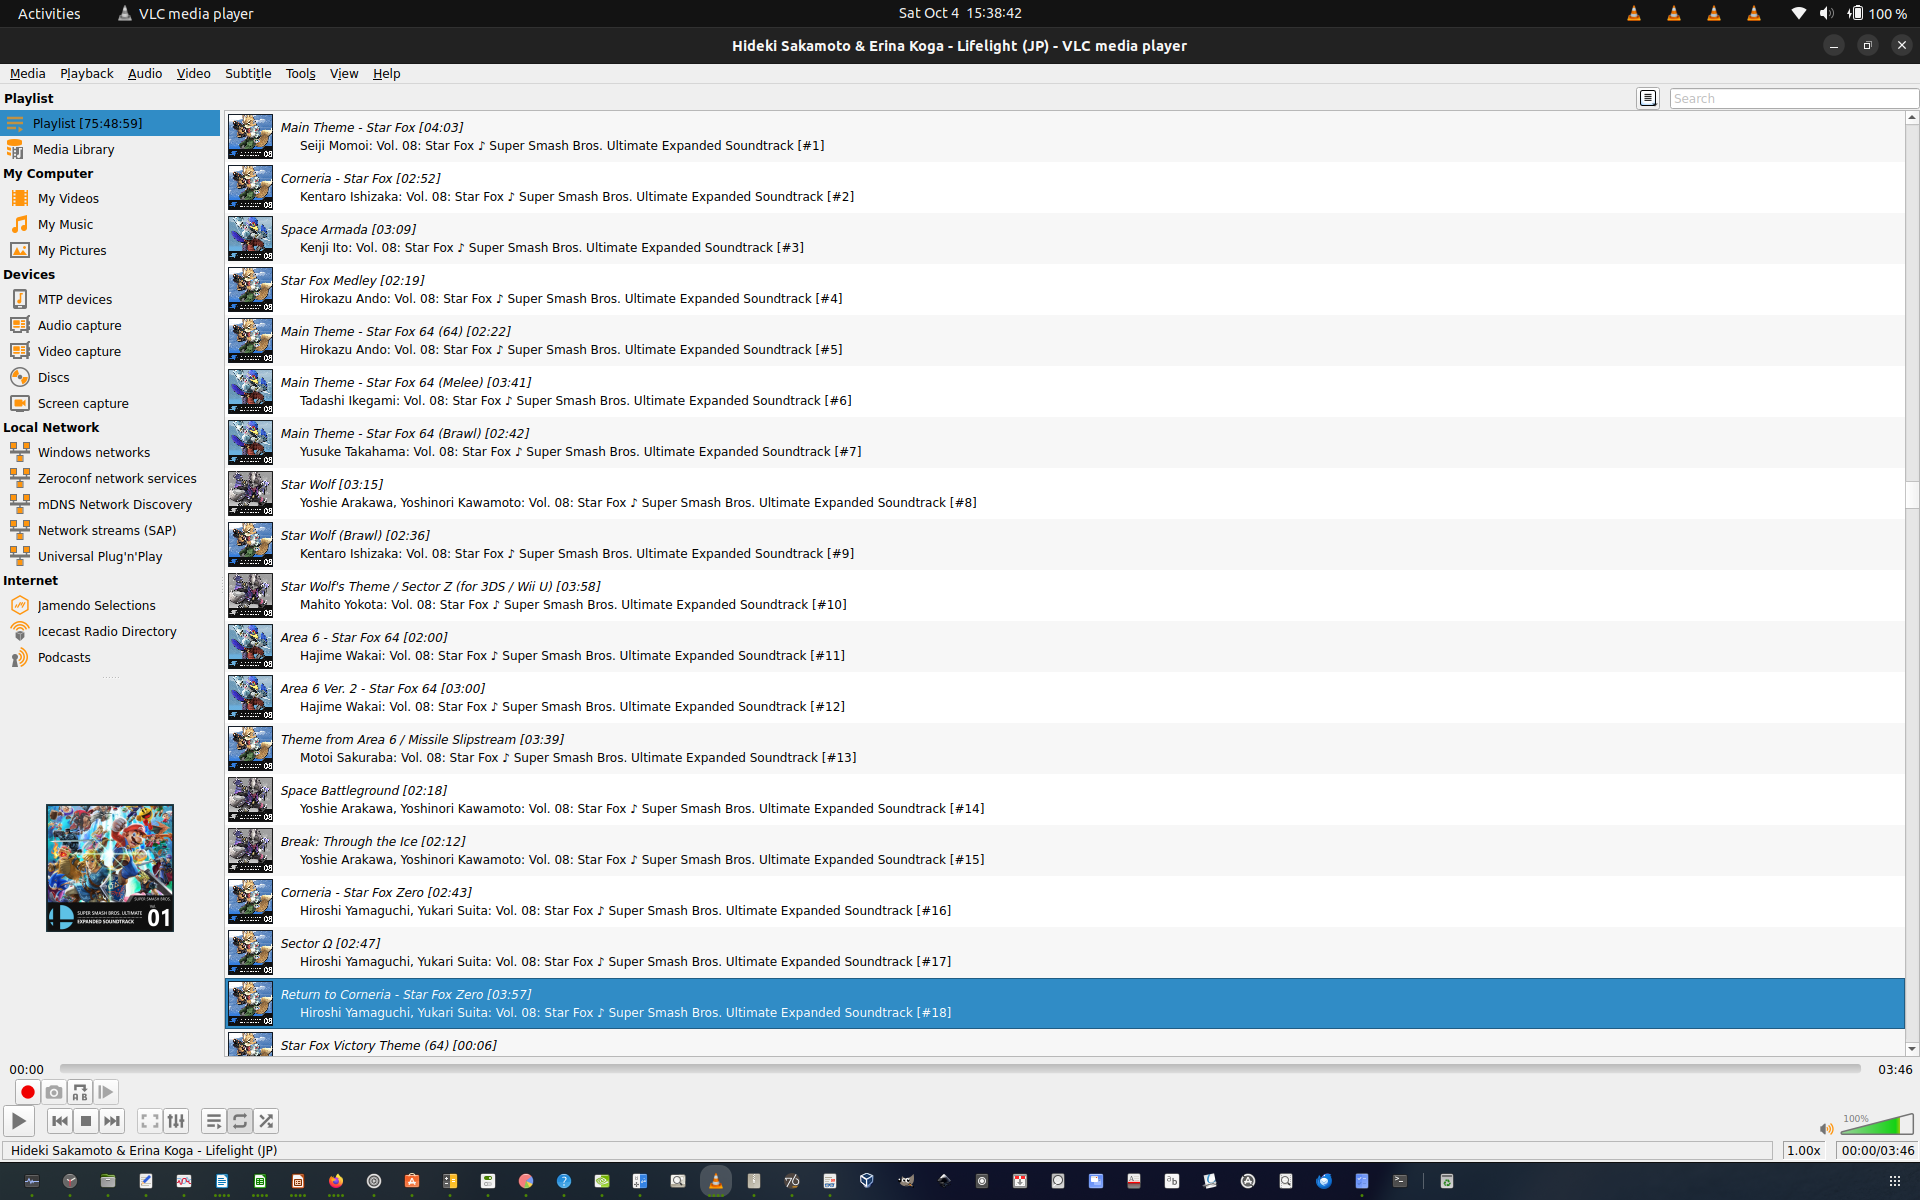 Activities
VLC media player
Sat Oct 4 15:38:42
100 %
Hideki Sakamoto & Erina Koga - Lifelight (JP) - VLC media player
Media Playback Audio Video Subtitle Tools View Help
Playlist
Search
Playlist [75:48:59]
Media Library
My Computer
My Videos
My Music
My Pictures
Devices
MTP devices
Audio capture
Video capture
Discs
Screen capture
Local Network
Windows networks
Zeroconf network services
mDNS Network Discovery
Network streams (SAP)
Universal Plug'n'Play
Internet
Jamendo Selections
Icecast Radio Directory
Podcasts
SUPER SMASH BROS. ULTIMATE
EXPANDED SOUNDTRACK
01
Main Theme - Star Fox [04:03]
Seiji Momoi: Vol. 08: Star Fox ♪ Super Smash Bros. Ultimate Expanded Soundtrack [#1]
Corneria - Star Fox [02:52]
Kentaro Ishizaka: Vol. 08: Star Fox ♪ Super Smash Bros. Ultimate Expanded Soundtrack [#2]
Space Armada [03:09]
Kenji Ito: Vol. 08: Star Fox ♪ Super Smash Bros. Ultimate Expanded Soundtrack [#3]
Star Fox Medley [02:19]
Hirokazu Ando: Vol. 08: Star Fox ♪ Super Smash Bros. Ultimate Expanded Soundtrack [#4]
Main Theme - Star Fox 64 (64) [02:22]
Hirokazu Ando: Vol. 08: Star Fox ♪ Super Smash Bros. Ultimate Expanded Soundtrack [#5]
Main Theme - Star Fox 64 (Melee) [03:41]
Tadashi Ikegami: Vol. 08: Star Fox ♪ Super Smash Bros. Ultimate Expanded Soundtrack [#6]
Main Theme - Star Fox 64 (Brawl) [02:42]
Yusuke Takahama: Vol. 08: Star Fox ♪ Super Smash Bros. Ultimate Expanded Soundtrack [#7]
Star Wolf [03:15]
Yoshie Arakawa, Yoshinori Kawamoto: Vol. 08: Star Fox ♪ Super Smash Bros. Ultimate Expanded Soundtrack [#8]
Star Wolf (Brawl) [02:36]
Kentaro Ishizaka: Vol. 08: Star Fox ♪ Super Smash Bros. Ultimate Expanded Soundtrack [#9]
Star Wolf's Theme / Sector Z (for 3DS / Wii U) [03:58]
Mahito Yokota: Vol. 08: Star Fox ♪ Super Smash Bros. Ultimate Expanded Soundtrack [#10]
Area 6 - Star Fox 64 [02:00]
Hajime Wakai: Vol. 08: Star Fox ♪ Super Smash Bros. Ultimate Expanded Soundtrack [#11]
Area 6 Ver. 2 - Star Fox 64 [03:00]
Hajime Wakai: Vol. 08: Star Fox ♪ Super Smash Bros. Ultimate Expanded Soundtrack [#12]
Theme from Area 6 / Missile Slipstream [03:39]
Motoi Sakuraba: Vol. 08: Star Fox ♪ Super Smash Bros. Ultimate Expanded Soundtrack [#13]
Space Battleground [02:18]
Yoshie Arakawa, Yoshinori Kawamoto: Vol. 08: Star Fox ♪ Super Smash Bros. Ultimate Expanded Soundtrack [#14]
Break: Through the Ice [02:12]
Yoshie Arakawa, Yoshinori Kawamoto: Vol. 08: Star Fox ♪ Super Smash Bros. Ultimate Expanded Soundtrack [#15]
Corneria - Star Fox Zero [02:43]
Hiroshi Yamaguchi, Yukari Suita: Vol. 08: Star Fox ♪ Super Smash Bros. Ultimate Expanded Soundtrack [#16]
Sector Ω [02:47]
Hiroshi Yamaguchi, Yukari Suita: Vol. 08: Star Fox ♪ Super Smash Bros. Ultimate Expanded Soundtrack [#17]
Return to Corneria - Star Fox Zero [03:57]
Hiroshi Yamaguchi, Yukari Suita: Vol. 08: Star Fox ♪ Super Smash Bros. Ultimate Expanded Soundtrack [#18]
Star Fox Victory Theme (64) [00:06]
00:00
03:46
100%
Hideki Sakamoto & Erina Koga - Lifelight (JP)
1.00x
00:00/03:46